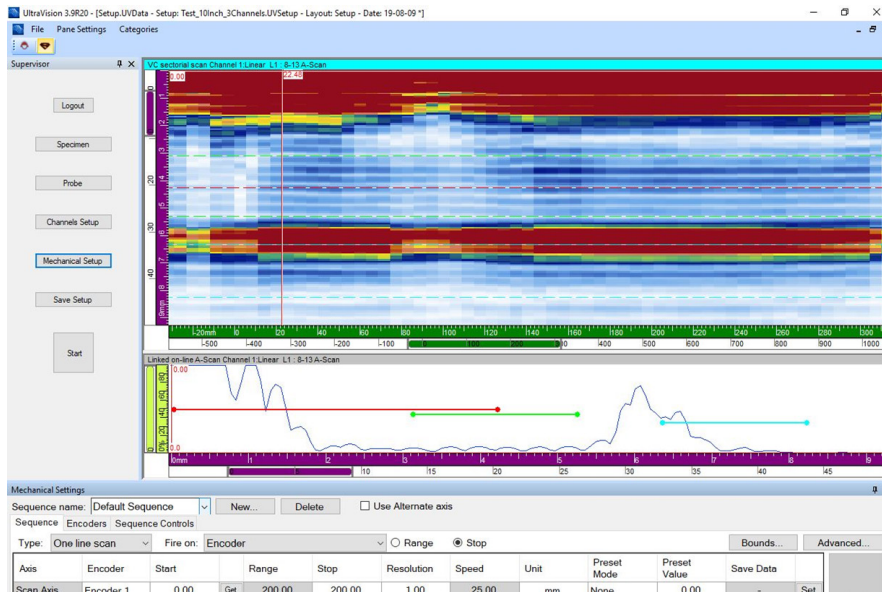 UltraVision 3.9R20 - [Setup.UVData - Setup: Test_10Inch_3Channels.UVSetup - Layout: Setup - Date: 19-08-09 *]
File Pane Settings Categories
Supervisor
Logout
Specimen
Probe
Channels Setup
Mechanical Setup
Save Setup
Start
VC sectorial scan Channel 1:Linear L1 : 8-13 A-Scan
0.00 22.48
-20mm 0 20 40 60 80 100 120 140 160 180 200 220 240 260 280 300
-500 -400 -300 -200 -100 0 100 200 300 400 500 600 700 800 900 1000
Linked on-line A-Scan Channel 1:Linear L1 : 8-13 A-Scan
0.00
0.0
0mm 1 2 3 4 5 6 7 8 9
10 15 20 25 30 35 40 45
Mechanical Settings
Sequence name: Default Sequence New... Delete Use Alternate axis
Sequence Encoders Sequence Controls
Type: One line scan Fire on: Encoder Range Stop Bounds... Advanced...
Axis Encoder Start Range Stop Resolution Speed Unit Preset Mode Preset Value Save Data
Scan Axis Encoder 1 0.00 Get 200.00 200.00 1.00 25.00 mm None 0.00 - Set